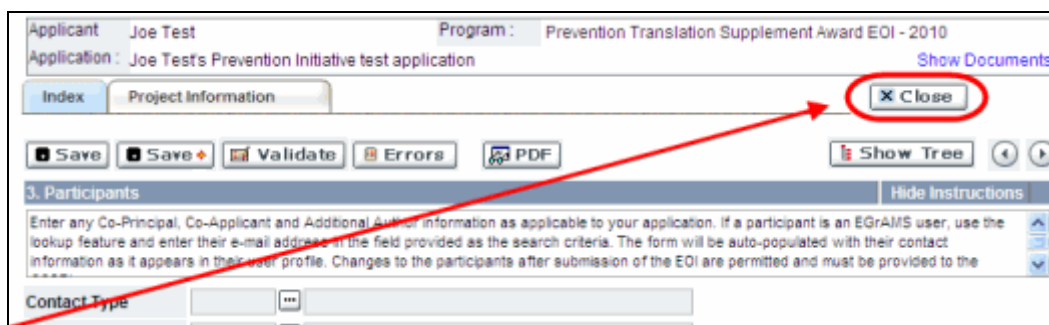 Applicant Joe Test Program : Prevention Translation Supplement Award EOI - 2010
Application : Joe Test's Prevention Initiative test application Show Documents
Index Project Information Close
Save Save Validate Errors PDF Show Tree
3. Participants Hide Instructions
Enter any Co-Principal, Co-Applicant and Additional Author information as applicable to your application. If a participant is an EGrAMS user, use the
lookup feature and enter their e-mail address in the field provided as the search criteria. The form will be auto-populated with their contact
information as it appears in their user profile. Changes to the participants after submission of the EOI are permitted and must be provided to the
Contact Type